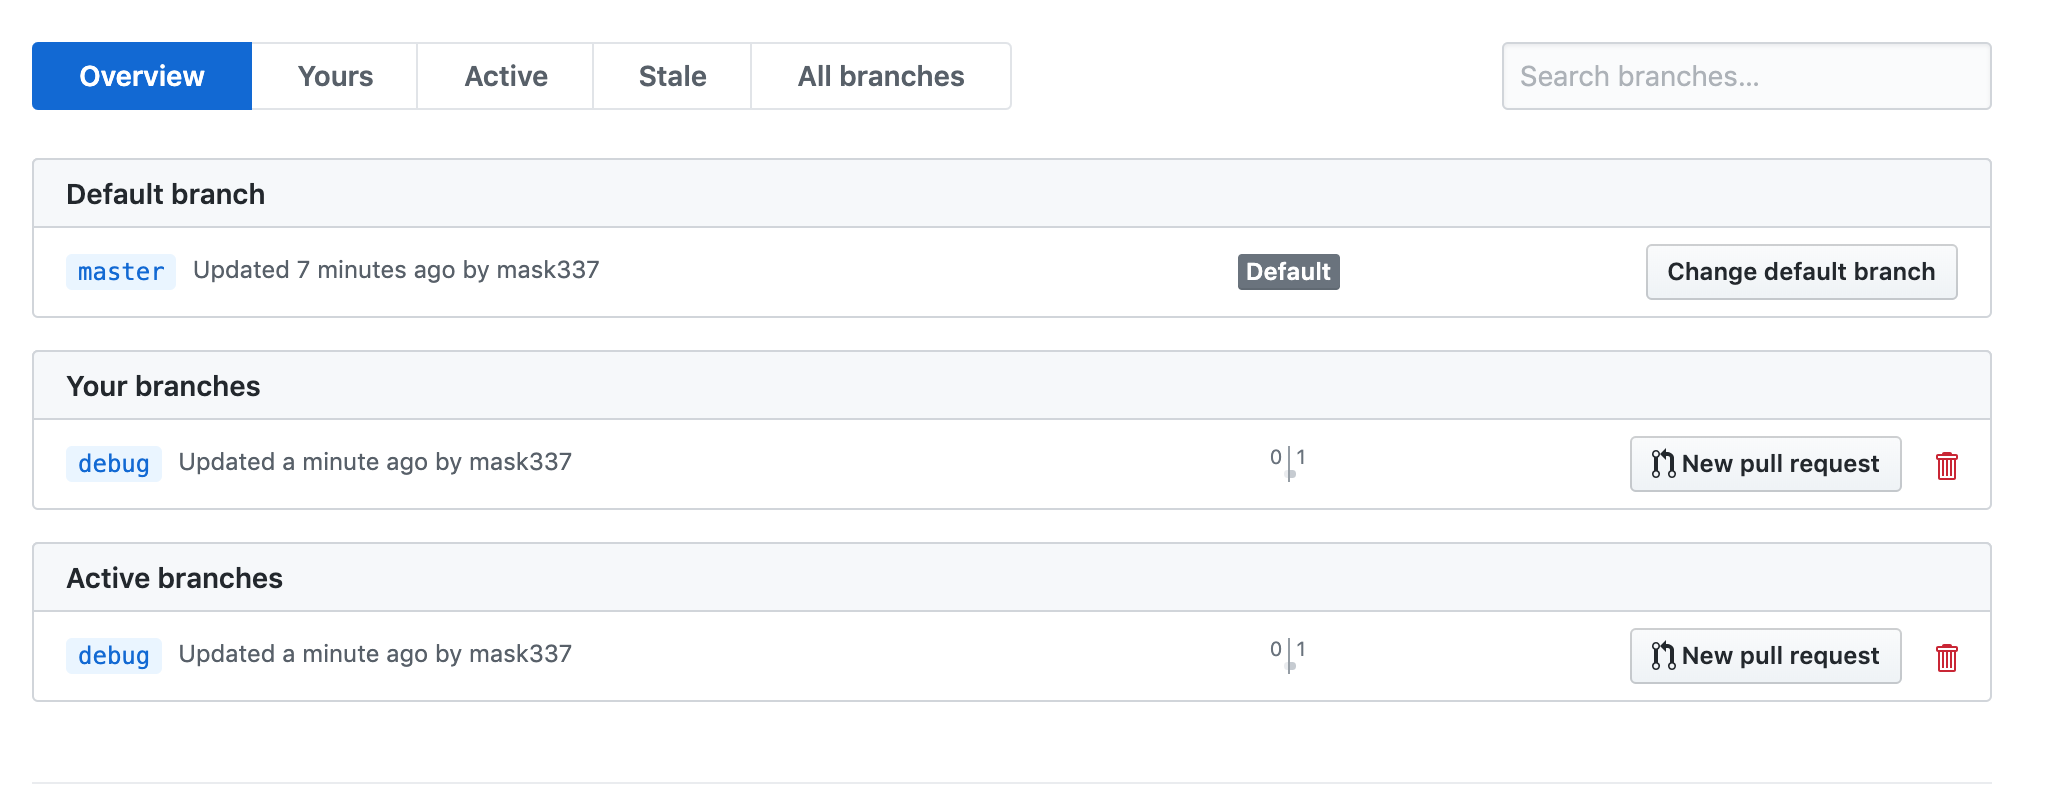 Overview Yours Active Stale All branches Search branches...
Default branch
master Updated 7 minutes ago by mask337 Default Change default branch
Your branches
debug Updated a minute ago by mask337 0 1 New pull request
Active branches
debug Updated a minute ago by mask337 0 1 New pull request